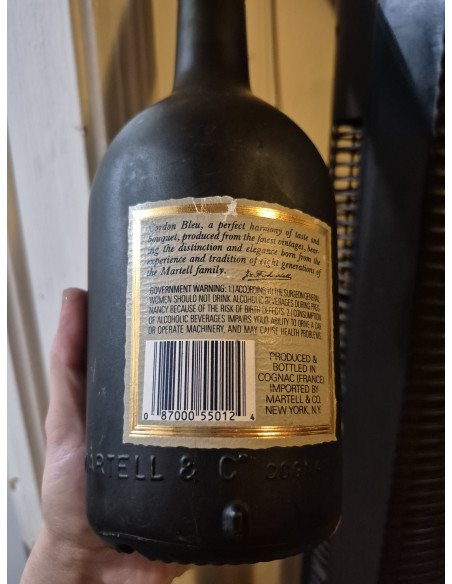 Cordon Bleu, a perfect harmony of taste and
bouquet, produced from the finest vintages, bear-
ing the distinction and elegance born from the
experience and tradition of eight generations of
the Martell family.
GOVERNMENT WARNING: 1) ACCORDING TO THE SURGEON GENERAL
WOMEN SHOULD NOT DRINK ALCOHOLIC BEVERAGES DURING PREG-
NANCY BECAUSE OF THE RISK OF BIRTH DEFECTS. 2) CONSUMPTION
OF ALCOHOLIC BEVERAGES IMPAIRS YOUR ABILITY TO DRIVE A CAR
OR OPERATE MACHINERY, AND MAY CAUSE HEALTH PROBLEMS
PRODUCED &
BOTTLED IN
COGNAC (FRANCE)
IMPORTED BY
MARTELL & CO.
NEW YORK, N.Y.
0 87000 55012 4
MARTELL & Co COGNAC